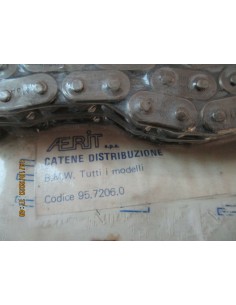 AERIT s.p.a.
CATENE DISTRIBUZIONE
B.M.W. Tutti i modelli
Codice 95.7206.0